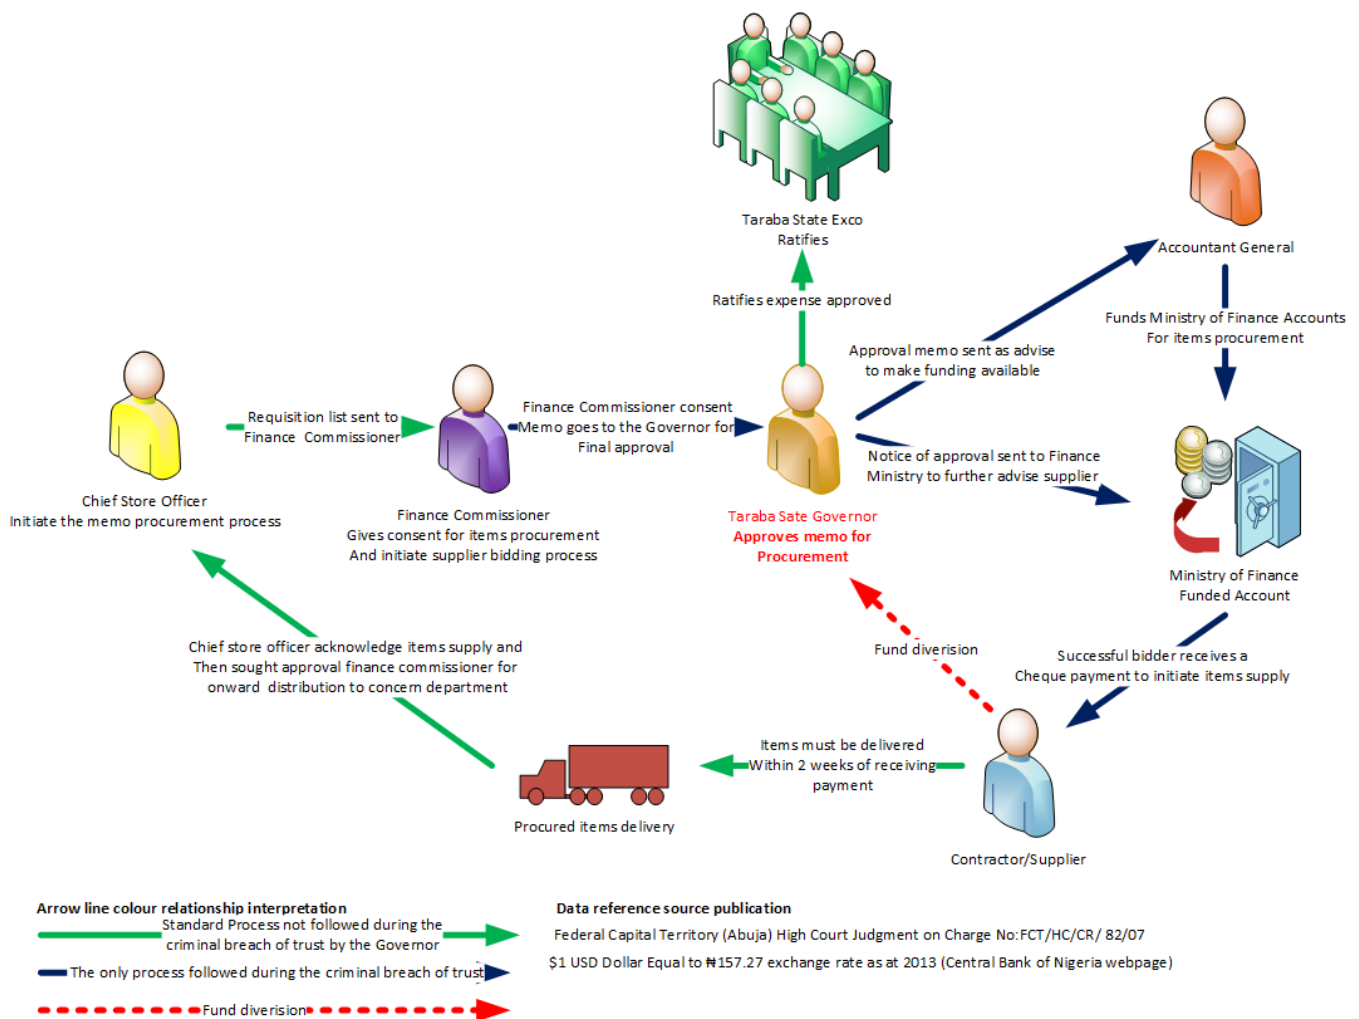 Taraba State Exco
Ratifies
Accountant General
Ratifies expense approved
Funds Ministry of Finance Accounts
For items procurement
Approval memo sent as advise
to make funding available
Requisition list sent to
Finance  Commissioner
Finance Commissioner consent
Memo goes to the Governor for
Final approval
Notice of approval sent to Finance
Ministry to further advise supplier
Chief Store Officer
Initiate the memo procurement process
Finance Commissioner
Gives consent for items procurement
And initiate supplier bidding process
Taraba Sate Governor
Approves memo for
Procurement
Ministry of Finance
Funded Account
Chief store officer acknowledge items supply and
Then sought approval finance commissioner for
onward  distribution to concern department
Fund diverision
Successful bidder receives a
Cheque payment to initiate items supply
Items must be delivered
Within 2 weeks of receiving
payment
Procured items delivery
Contractor/Supplier
Arrow line colour relationship interpretation
Standard Process not followed during the
criminal breach of trust by the Governor
The only process followed during the criminal breach of trust
Fund diverision
Data reference source publication
Federal Capital Territory (Abuja) High Court Judgment on Charge No:FCT/HC/CR/ 82/07
$1 USD Dollar Equal to ₦157.27 exchange rate as at 2013 (Central Bank of Nigeria webpage)